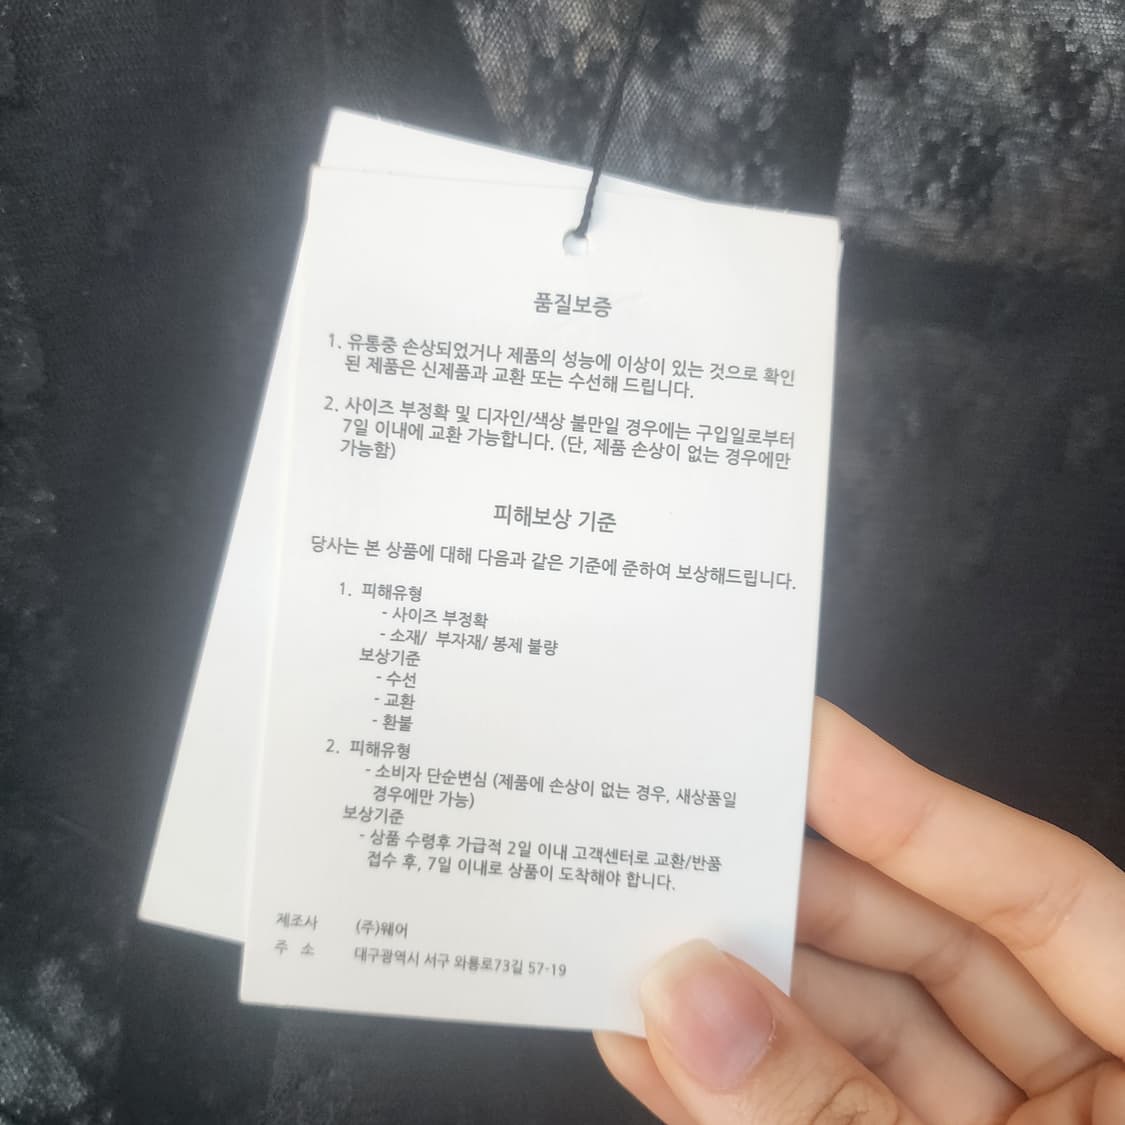 품질보증
1. 유통중 손상되었거나 제품의 성능에 이상이 있는 것으로 확인
된 제품은 신제품과 교환 또는 수선해 드립니다.
2. 사이즈 부정확 및 디자인/색상 불만일 경우에는 구입일로부터
7일 이내에 교환 가능합니다. (단, 제품 손상이 없는 경우에만
가능함)
피해보상 기준
당사는 본 상품에 대해 다음과 같은 기준에 준하여 보상해드립니다.
1. 피해유형
- 사이즈 부정확
- 소재/ 부자재/ 봉제 불량
보상기준
- 수선
- 교환
- 환불
2. 피해유형
- 소비자 단순변심 (제품에 손상이 없는 경우, 새상품일
경우에만 가능)
보상기준
- 상품 수령후 가급적 2일 이내 고객센터로 교환/반품
접수 후, 7일 이내로 상품이 도착해야 합니다.
제조사 (주)웨어
주 소 대구광역시 서구 와룡로73길 57-19